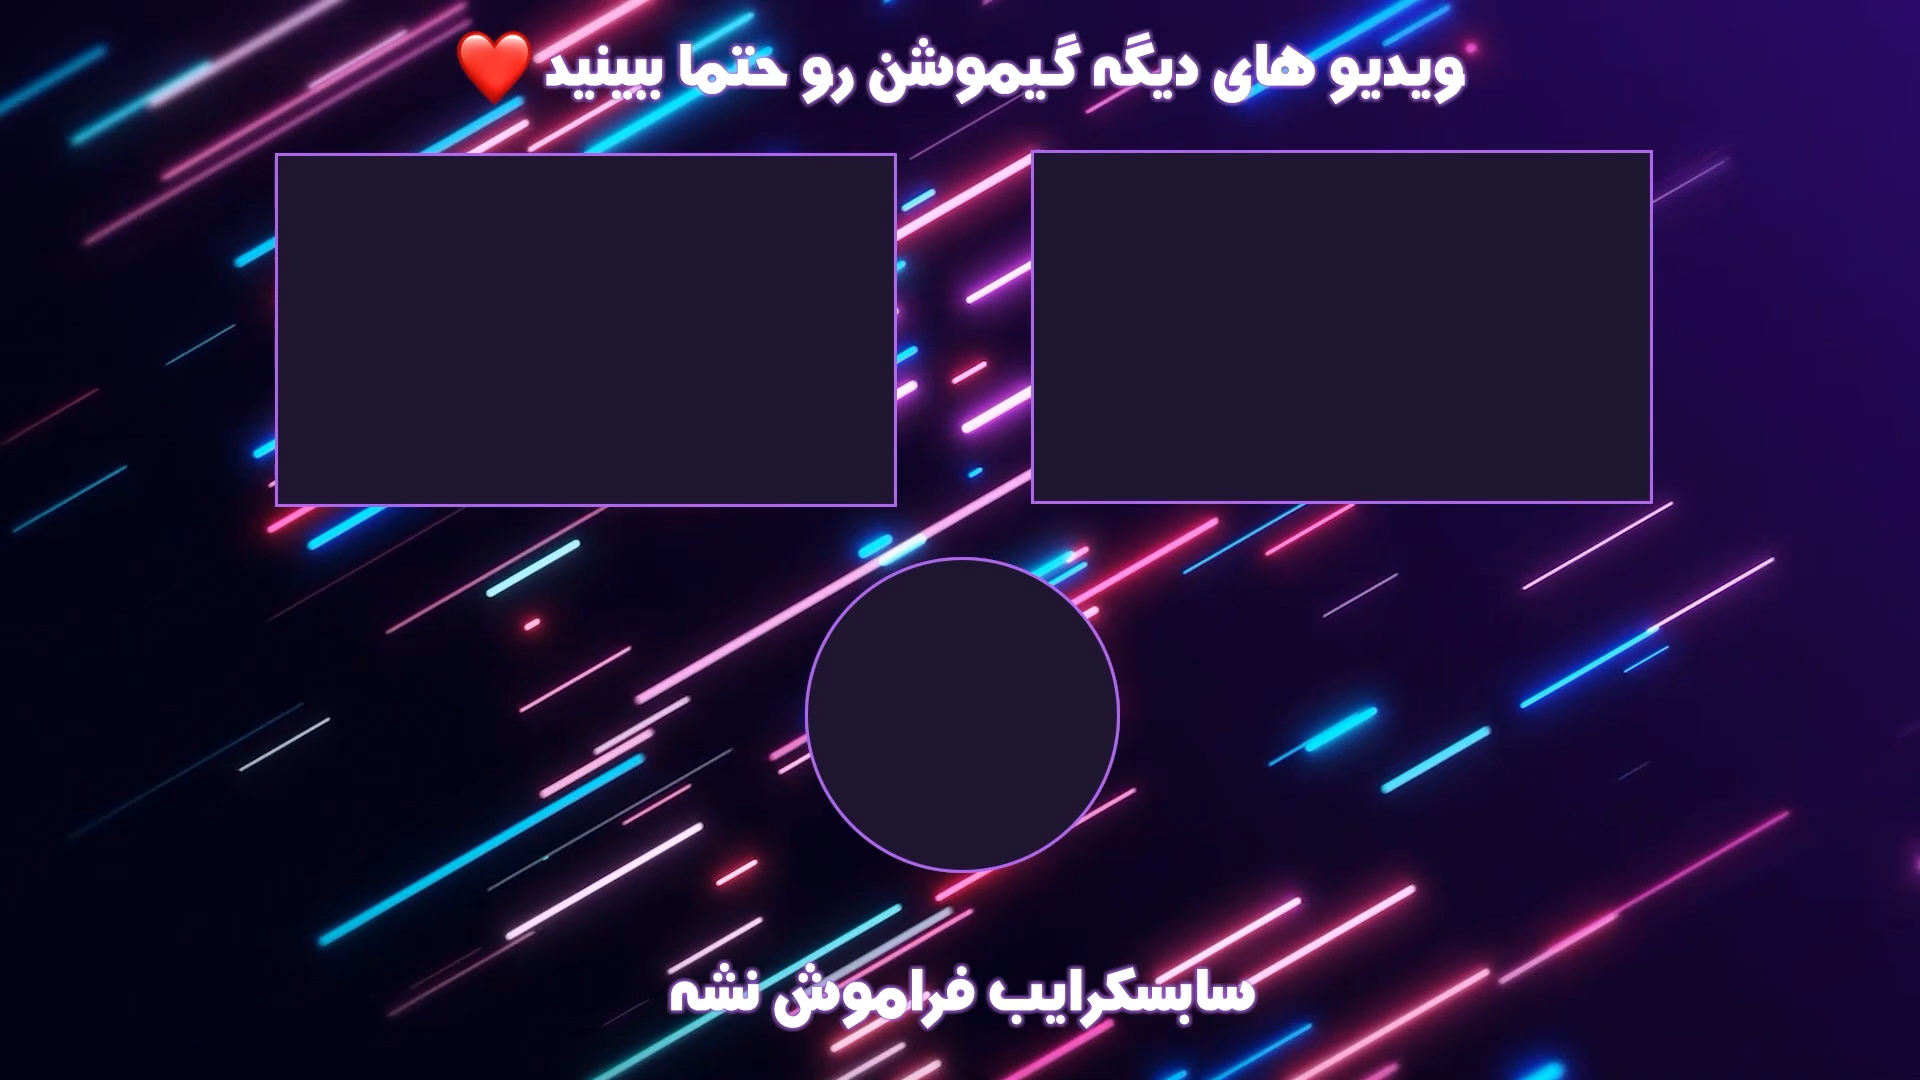 ویدیو های دیگه گیموشن رو حتما ببینید ❤️
سابسکرایب فراموش نشه